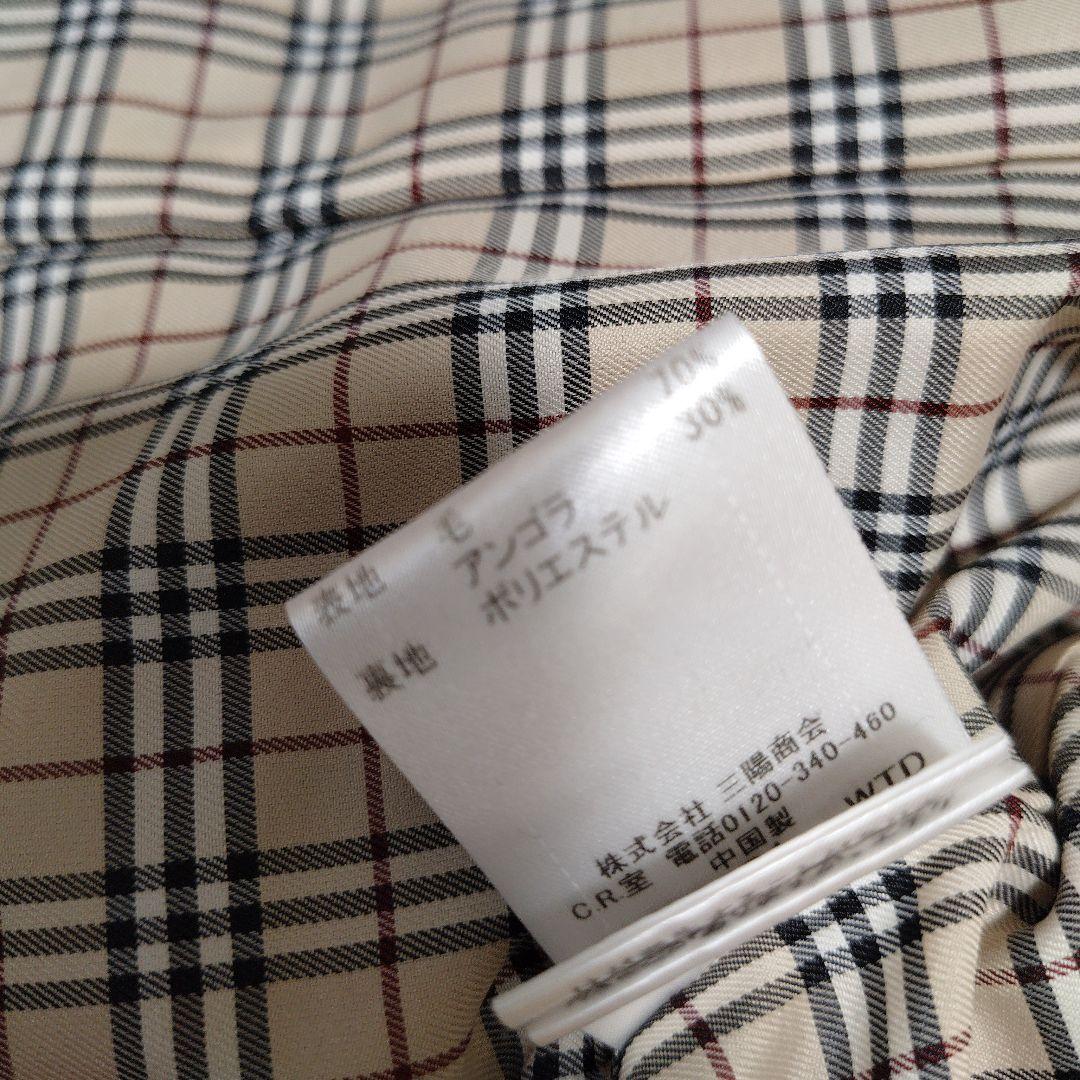 表地 毛 70%
アンゴラ 30%
裏地 ポリエステル
株式会社 三陽商会
電話0120-340-460
C.R.室 中国製 WTD